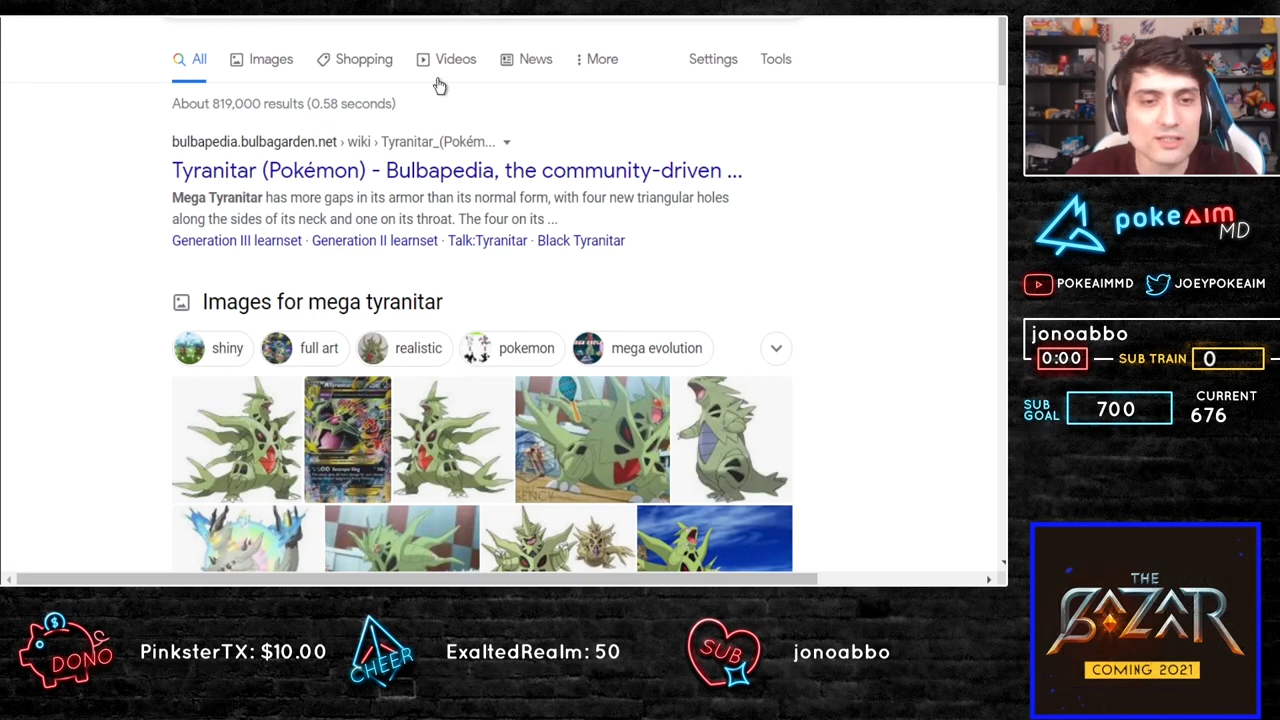 All
Images
Shopping
Videos
News
More
Settings
Tools
About 819,000 results (0.58 seconds)
bulbapedia.bulbagarden.net › wiki › Tyranitar_(Pokém...
Tyranitar (Pokémon) - Bulbapedia, the community-driven ...
Mega Tyranitar has more gaps in its armor than its normal form, with four new triangular holes
along the sides of its neck and one on its throat. The four on its ...
Generation III learnset · Generation II learnset · Talk:Tyranitar · Black Tyranitar
Images for mega tyranitar
shiny
full art
realistic
pokemon
mega evolution
pokeAIM
MD
POKEAIMMD
JOEYPOKEAIM
jonoabbo
0:00
SUB TRAIN
0
SUB
GOAL
700
CURRENT
676
THE
BAZAR
COMING 2021
DONO
PinksterTX: $10.00
CHEER
ExaltedRealm: 50
SUB
jonoabbo